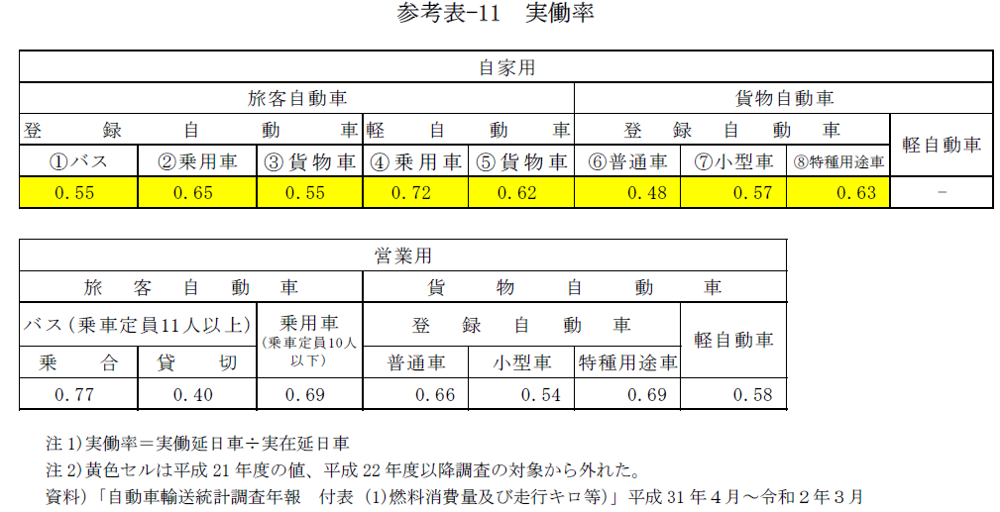 参考表-11　実働率
自家用
旅客自動車 貨物自動車
登録自動車 軽自動車 登録自動車 軽自動車
①バス ②乗用車 ③貨物車 ④乗用車 ⑤貨物車 ⑥普通車 ⑦小型車 ⑧特種用途車
0.55 0.65 0.55 0.72 0.62 0.48 0.57 0.63 －
営業用
旅客自動車 貨物自動車
バス(乗車定員11人以上) 乗用車(乗車定員10人以下) 登録自動車 軽自動車
乗合 貸切 普通車 小型車 特種用途車
0.77 0.40 0.69 0.66 0.54 0.69 0.58
注1)実働率＝実働延日車÷実在延日車
注2)黄色セルは平成21年度の値、平成22年度以降調査の対象から外れた。
資料)「自動車輸送統計調査年報　付表（1)燃料消費量及び走行キロ等)」平成31年４月～令和２年３月